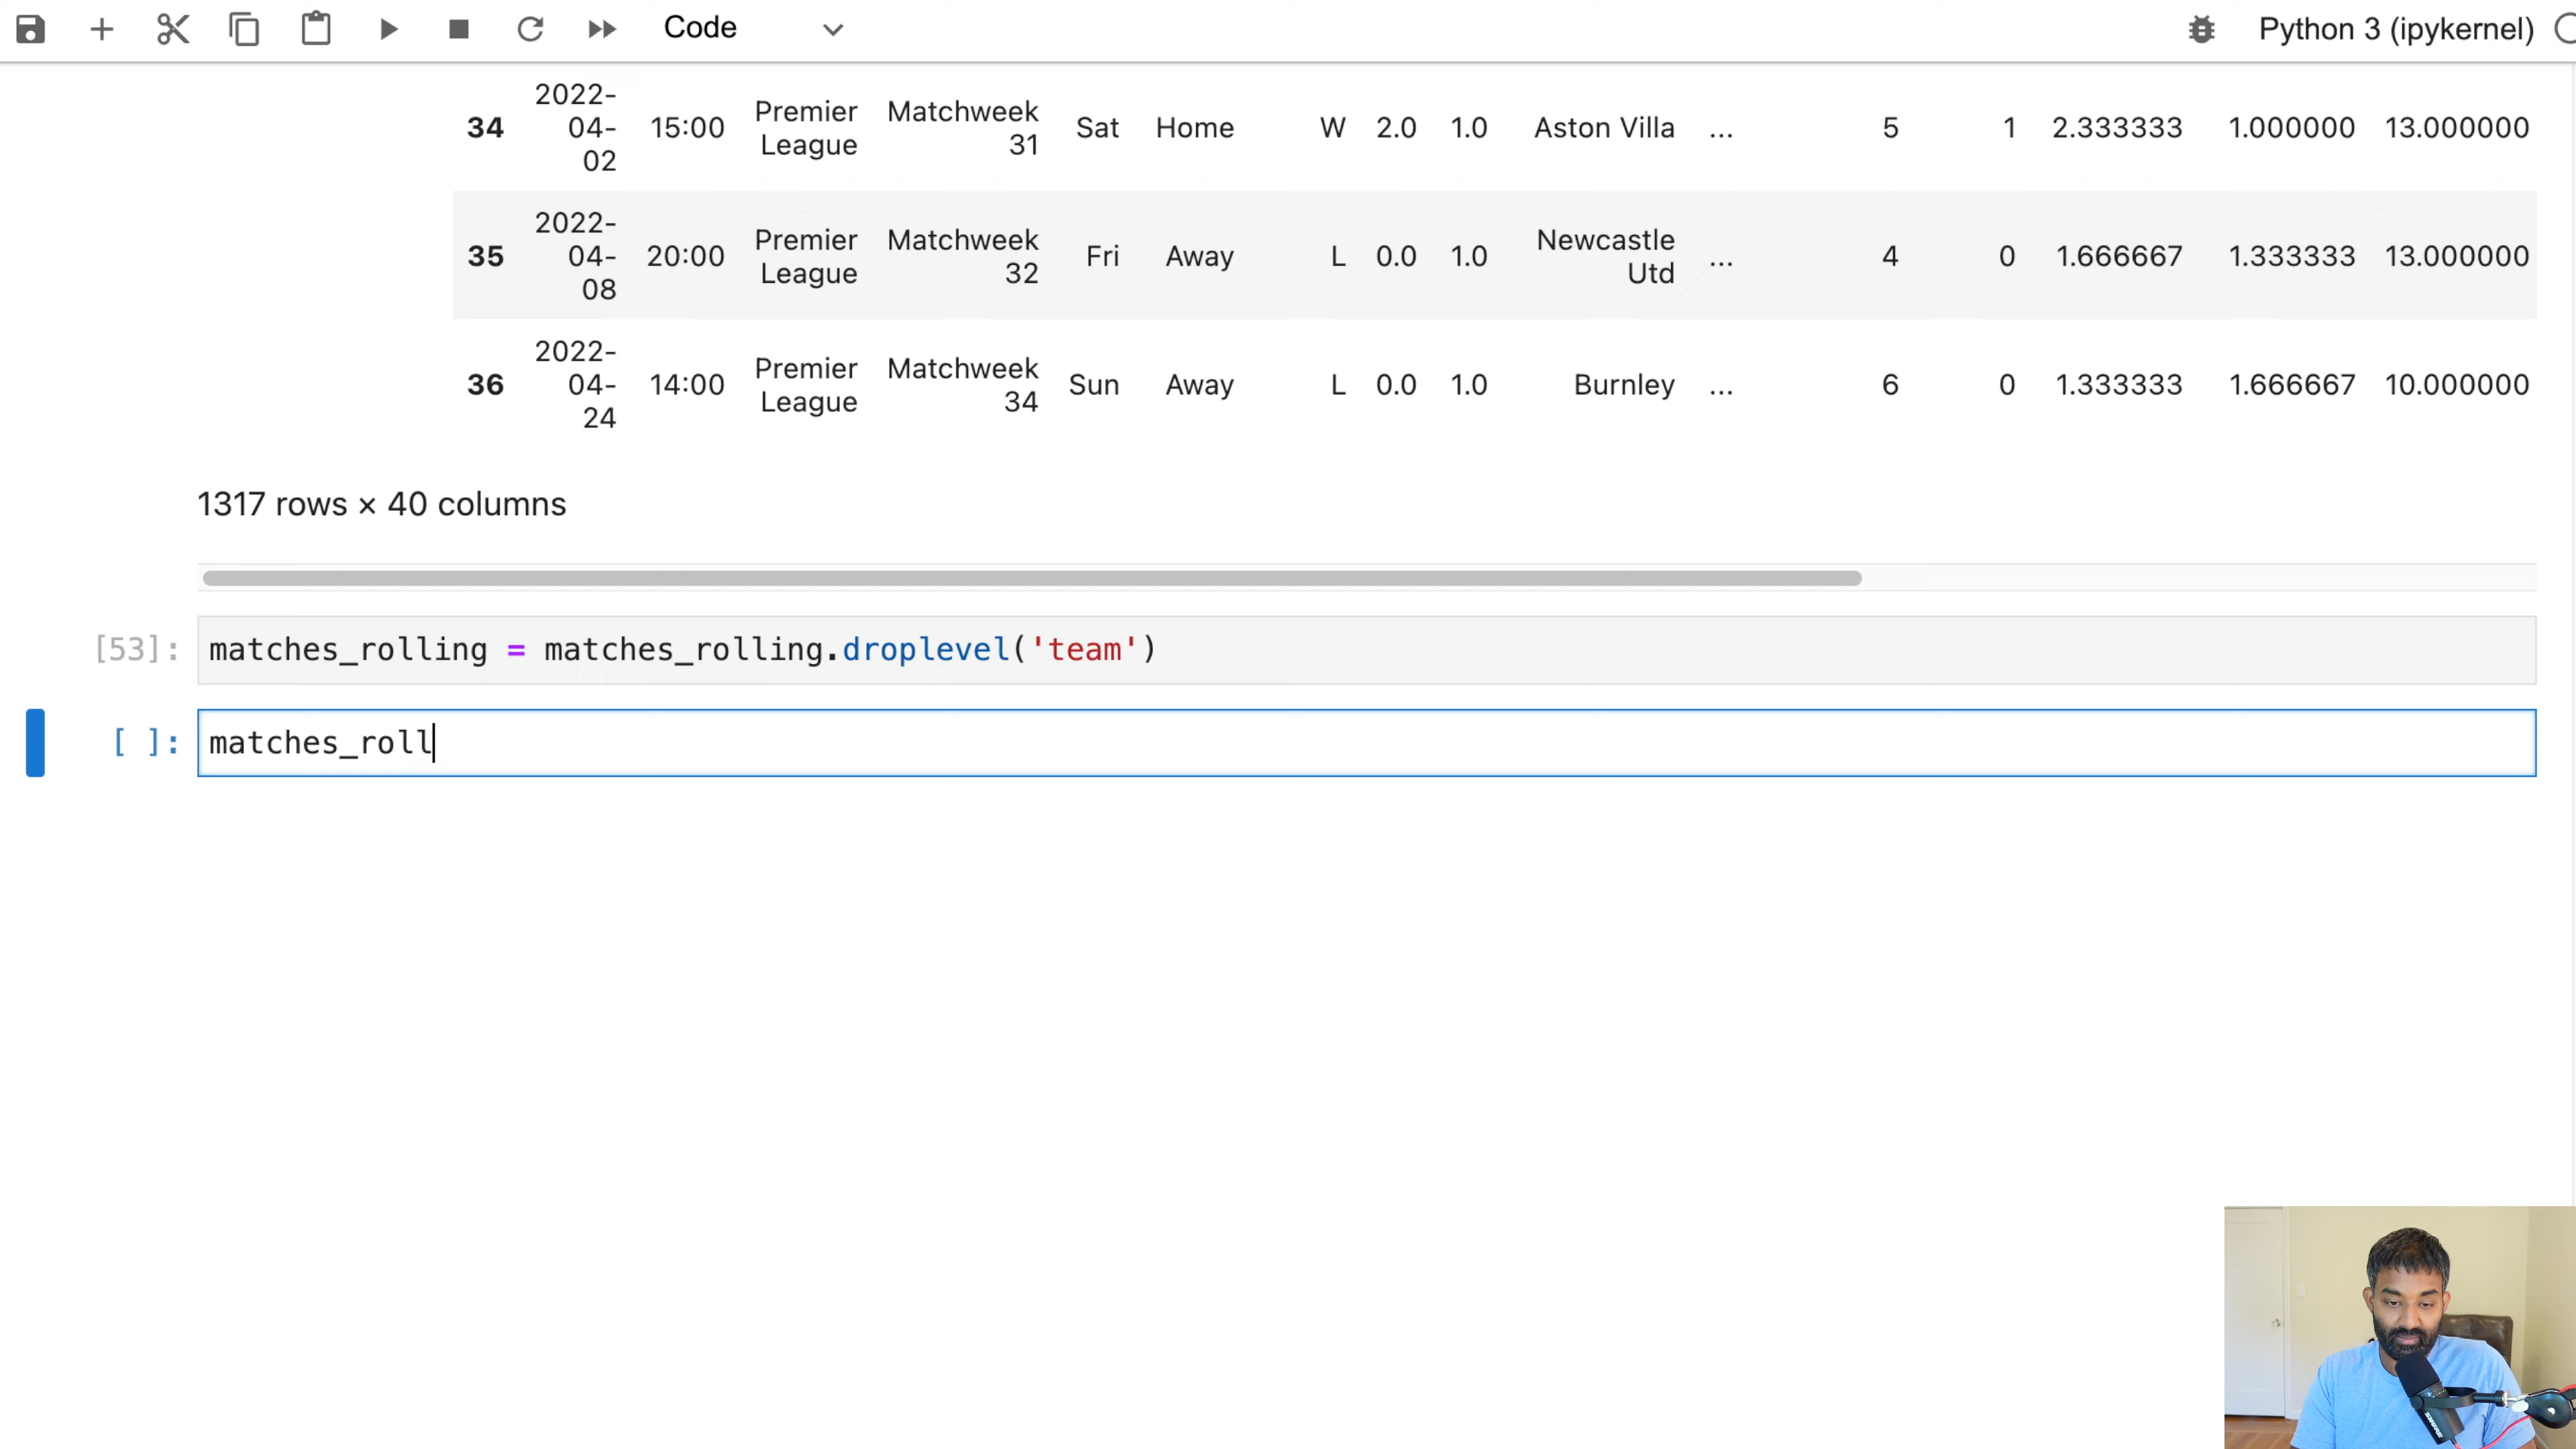 Code
Python 3 (ipykernel)
34 2022-04-02 15:00 Premier League Matchweek 31 Sat Home W 2.0 1.0 Aston Villa ... 5 1 2.333333 1.000000 13.000000
35 2022-04-08 20:00 Premier League Matchweek 32 Fri Away L 0.0 1.0 Newcastle Utd ... 4 0 1.666667 1.333333 13.000000
36 2022-04-24 14:00 Premier League Matchweek 34 Sun Away L 0.0 1.0 Burnley ... 6 0 1.333333 1.666667 10.000000
1317 rows × 40 columns
[53]: matches_rolling = matches_rolling.droplevel('team')
[ ]: matches_roll